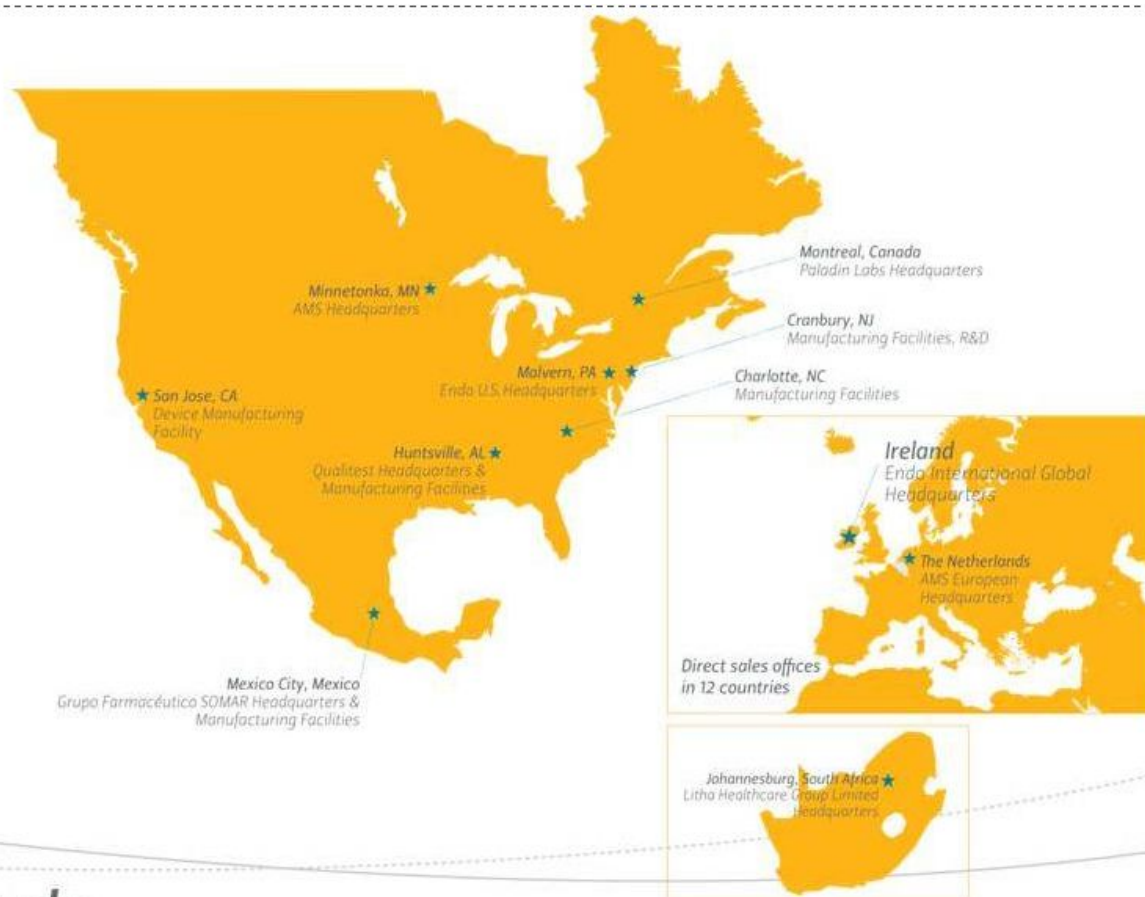 Montreal, Canada
Paladin Labs Headquarters
Minnetonka, MN
AMS Headquarters
Cranbury, NJ
Manufacturing Facilities, R&D
Malvern, PA
Endo U.S. Headquarters
Charlotte, NC
Manufacturing Facilities
San Jose, CA
Device Manufacturing
Facility
Huntsville, AL
Qualitest Headquarters &
Manufacturing Facilities
Ireland
Endo International Global
Headquarters
The Netherlands
AMS European
Headquarters
Direct sales offices
in 12 countries
Mexico City, Mexico
Grupo Farmacéutico SOMAR Headquarters &
Manufacturing Facilities
Johannesburg, South Africa
Litha Healthcare Group Limited
Headquarters